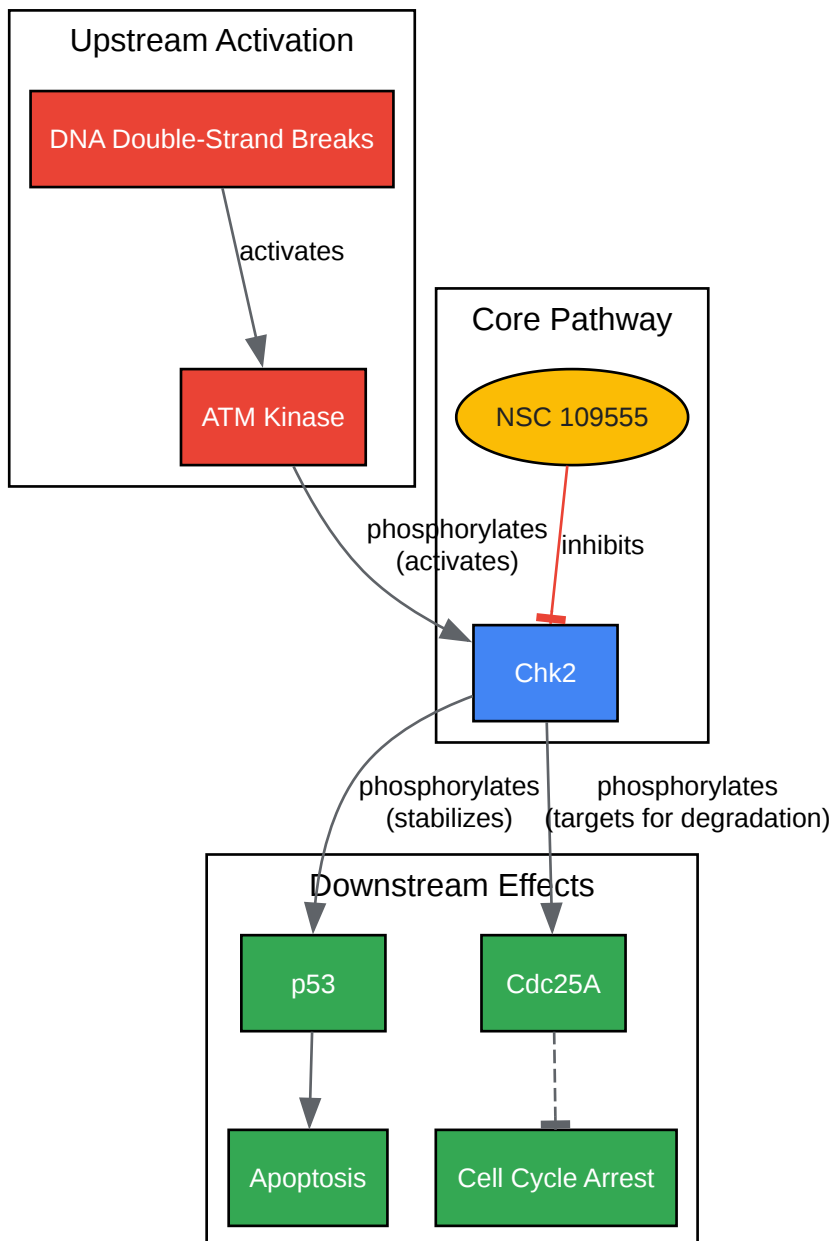 Upstream Activation
DNA Double-Strand Breaks
activates
Core Pathway
ATM Kinase
NSC 109555
phosphorylates
(activates)
inhibits
Chk2
phosphorylates
(stabilizes)
phosphorylates
(targets for degradation)
Downstream Effects
p53
Cdc25A
Apoptosis
Cell Cycle Arrest